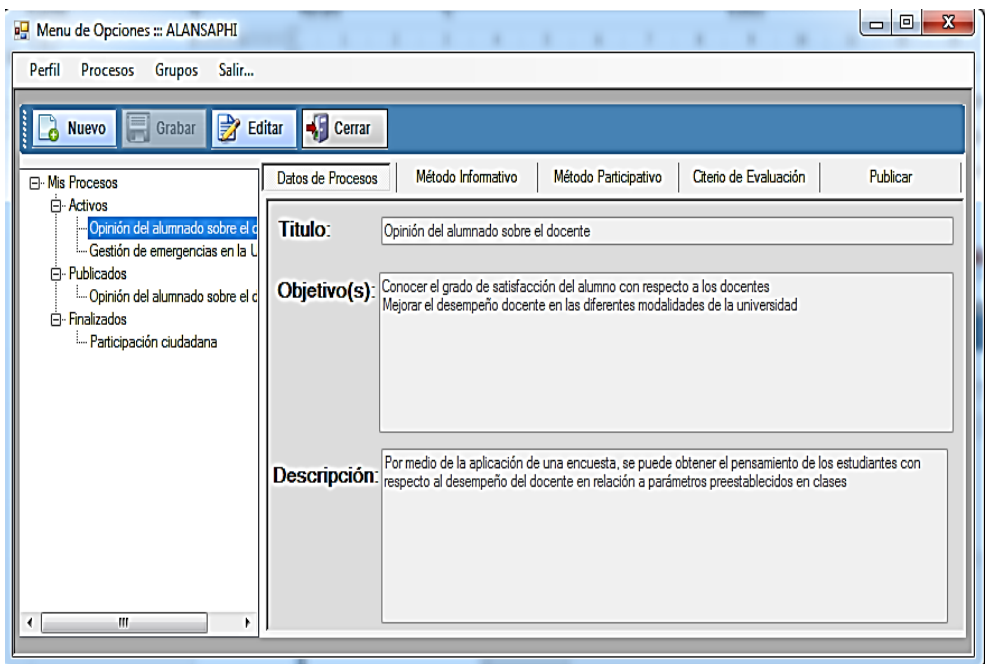 Menu de Opciones ::: ALANSAPHI
Perfil Procesos Grupos Salir...
Nuevo Grabar Editar Cerrar
Mis Procesos
Activos
Opinión del alumnado sobre el d
Gestión de emergencias en la U
Publicados
Opinión del alumnado sobre el d
Finalizados
Participación ciudadana
Datos de Procesos Método Informativo Método Participativo Citerio de Evaluación Publicar
Titulo: Opinión del alumnado sobre el docente
Objetivo(s): Conocer el grado de satisfacción del alumno con respecto a los docentes
Mejorar el desempeño docente en las diferentes modalidades de la universidad
Descripción: Por medio de la aplicación de una encuesta, se puede obtener el pensamiento de los estudiantes con
respecto al desempeño del docente en relación a parámetros preestablecidos en clases